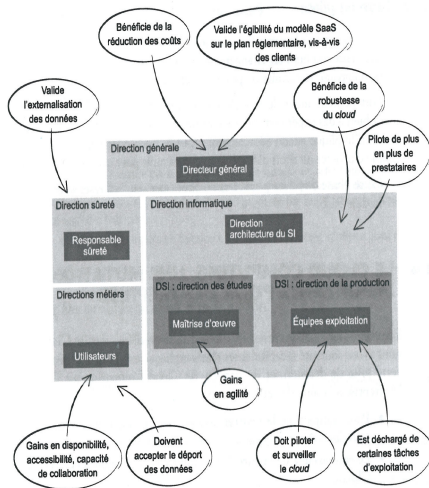 Bénéficie de la
réduction des coûts
Valide l'égibilité du modèle SaaS
sur le plan réglementaire, vis-à-vis
des clients
Valide
l'externalisation
des données
Bénéficie de la
robustesse
du cloud
Pilote de plus
en plus de
prestataires
Direction générale
Directeur général
Direction sûreté
Responsable
sûreté
Direction informatique
Direction
architecture du SI
Directions métiers
Utilisateurs
DSI : direction des études
Maîtrise d'œuvre
DSI : direction de la production
Équipes exploitation
Gains
en agilité
Gains en disponibilité,
accessibilité, capacité
de collaboration
Doivent
accepter le déport
des données
Doit piloter
et surveiller
le cloud
Est déchargé de
certaines tâches
d'exploitation